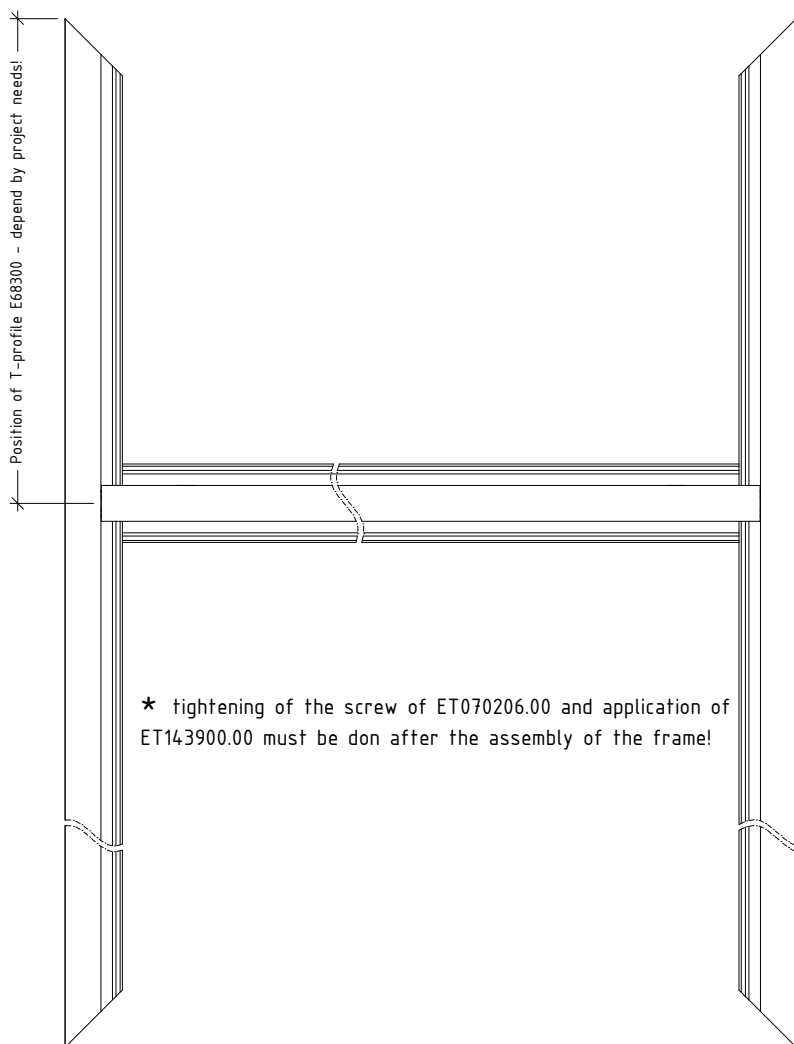 Position of T-profile E68300 - depend by project needs!
* tightening of the screw of ET070206.00 and application of
ET143900.00 must be don after the assembly of the frame!